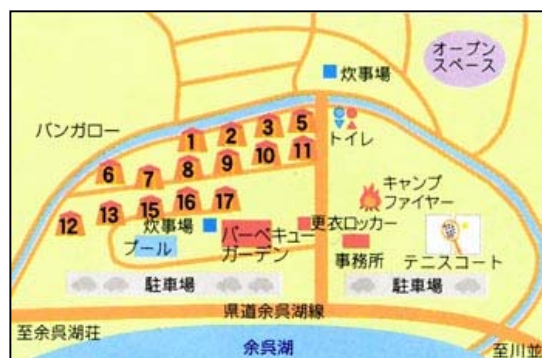 オープン
スペース
炊事場
バンガロー
トイレ
1
2
3
5
6
7
8
9
10
11
12
13
15
16
17
キャンプ
ファイヤー
炊事場
更衣ロッカー
プール
バーベキュー
ガーデン
事務所
テニスコート
駐車場
駐車場
県道余呉湖線
至余呉湖荘
余呉湖
至川並